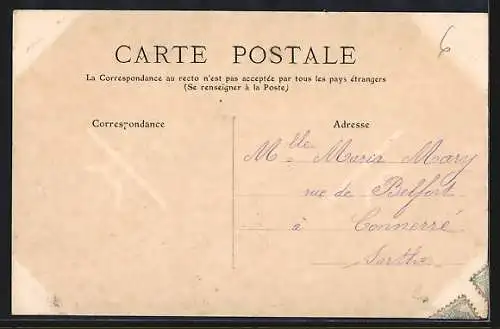 6
CARTE POSTALE
La Correspondance au recto n'est pas acceptée par tous les pays étrangers
(Se renseigner à la Poste)
Correspondance
Adresse
Mlle Maria Mary
rue de Belfort
à Connerré
Sarthe